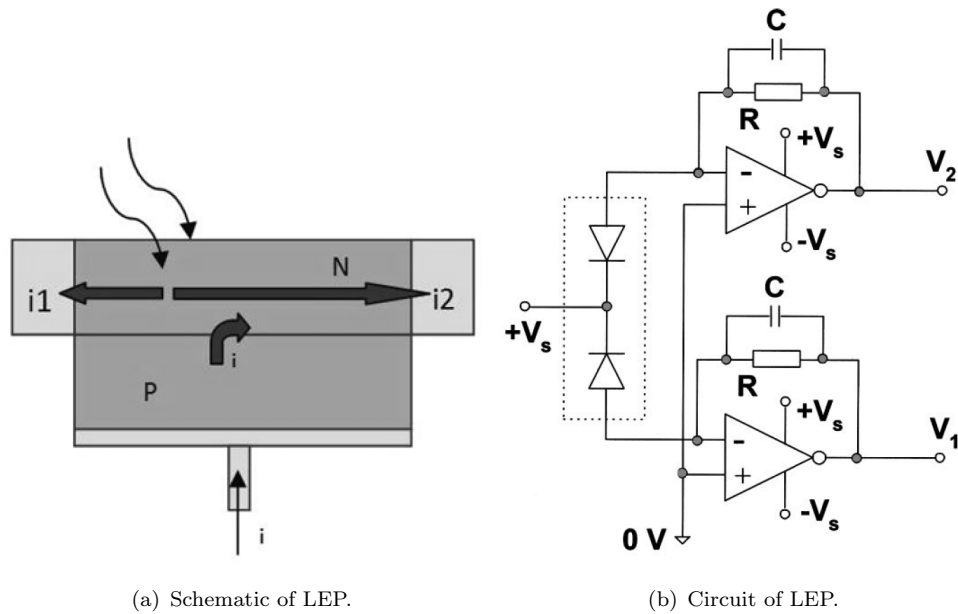 N
i1
i2
i
P
i
(a) Schematic of LEP.
C
R
+Vs
V2
-
+
-Vs
+Vs
C
R
+Vs
V1
-
+
-Vs
0 V
(b) Circuit of LEP.